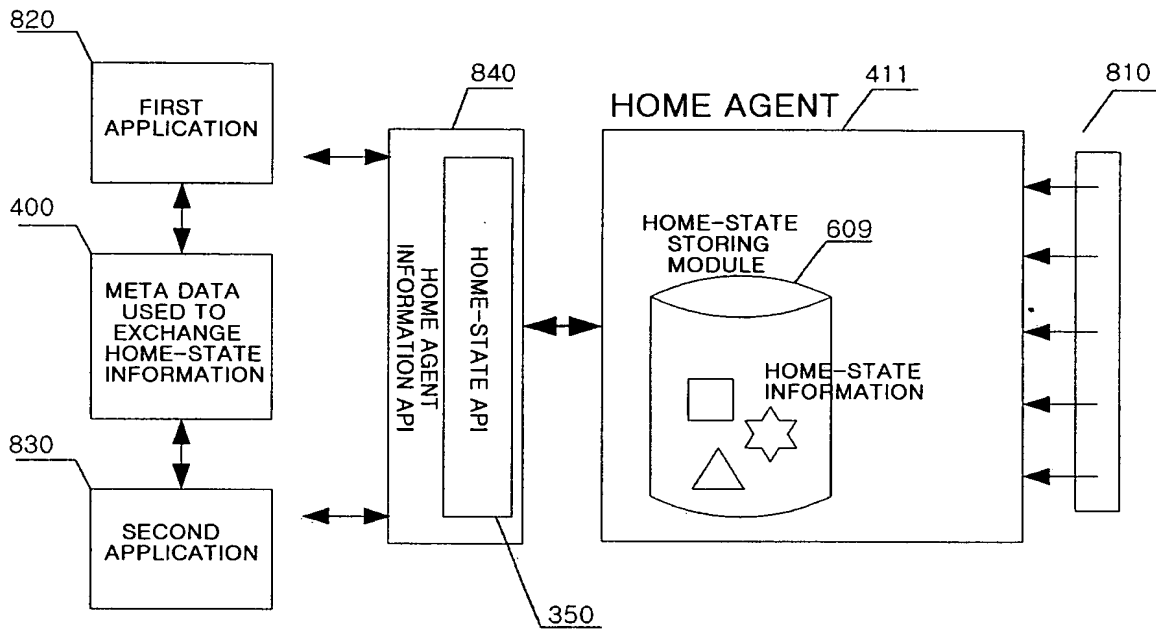 820
FIRST
APPLICATION
400
META DATA
USED TO
EXCHANGE
HOME-STATE
INFORMATION
830
SECOND
APPLICATION
840
HOME AGENT
INFORMATION API
HOME-STATE API
350
HOME AGENT
411
HOME-STATE
STORING
MODULE
609
HOME-STATE
INFORMATION
810